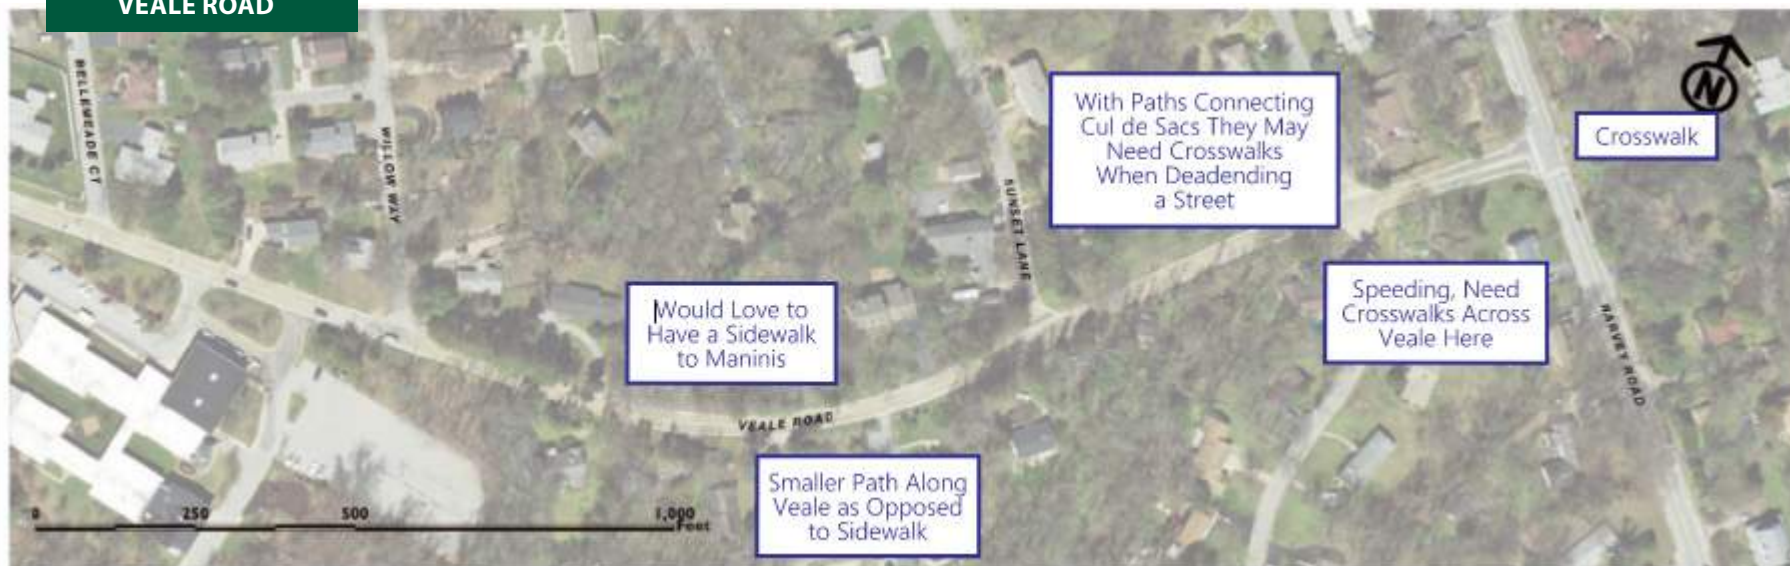 VEALE ROAD
BELLEMEADE CT
WILLOW WAY
SUNSET LANE
With Paths Connecting
Cul de Sacs They May
Need Crosswalks
When Deadending
a Street
N
Crosswalk
Would Love to
Have a Sidewalk
to Maninis
Speeding, Need
Crosswalks Across
Veale Here
HARVEY ROAD
VEALE ROAD
Smaller Path Along
Veale as Opposed
to Sidewalk
0 250 500 1,000
Feet